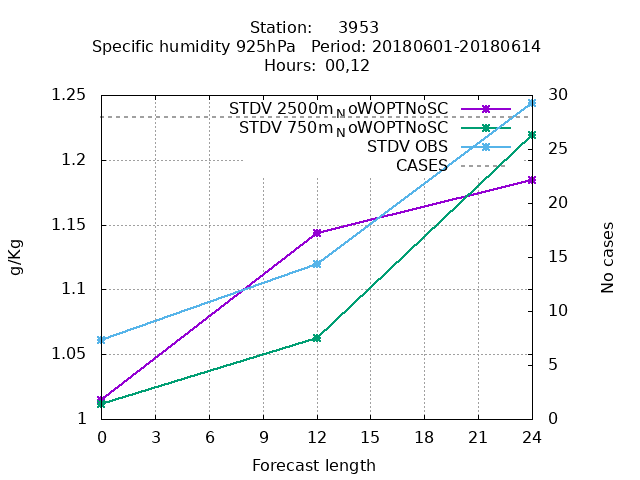 Station: 3953
Specific humidity 925hPa Period: 20180601-20180614
Hours: 00,12
STDV 2500m_NoWOPTNoSC
STDV 750m_NoWOPTNoSC
STDV OBS
CASES
1.25
1.2
1.15
1.1
1.05
1
g/Kg
30
25
20
15
10
5
0
No cases
0 3 6 9 12 15 18 21 24
Forecast length